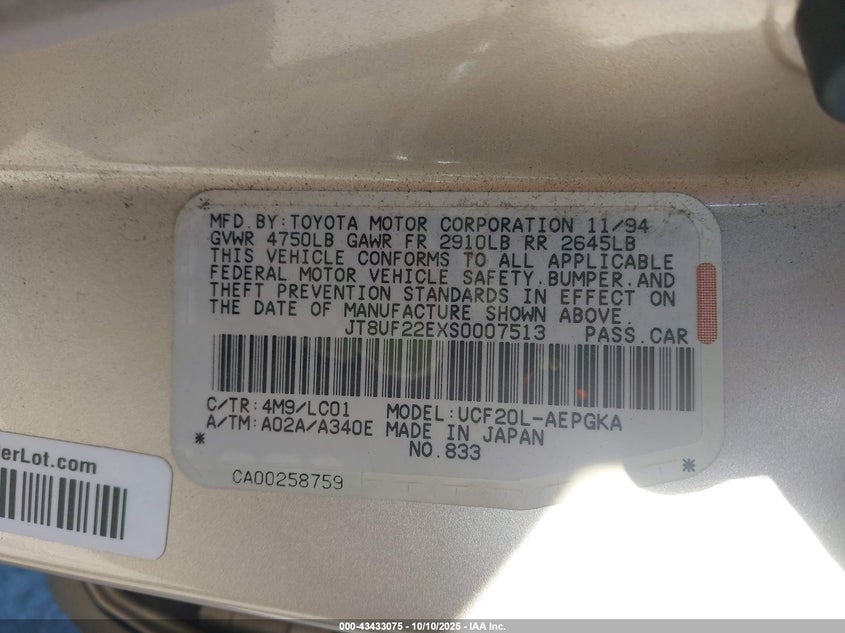 MFD.BY:TOYOTA MOTOR CORPORATION 11/94
GVWR 4750LB GAWR FR 2910LB RR 2645LB
THIS VEHICLE CONFORMS TO ALL APPLICABLE
FEDERAL MOTOR VEHICLE SAFETY,BUMPER,AND
THEFT PREVENTION STANDARDS IN EFFECT ON
THE DATE OF MANUFACTURE SHOWN ABOVE.
JT8UF22EXS0007513 PASS.CAR
C/TR:4M9/LC01 MODEL:UCF20L-AEPGKA
A/TM:A02A/A340E MADE IN JAPAN
NO.833
CA00258759
erLot.com
000-43433075 - 10/10/2025 - IAA Inc.